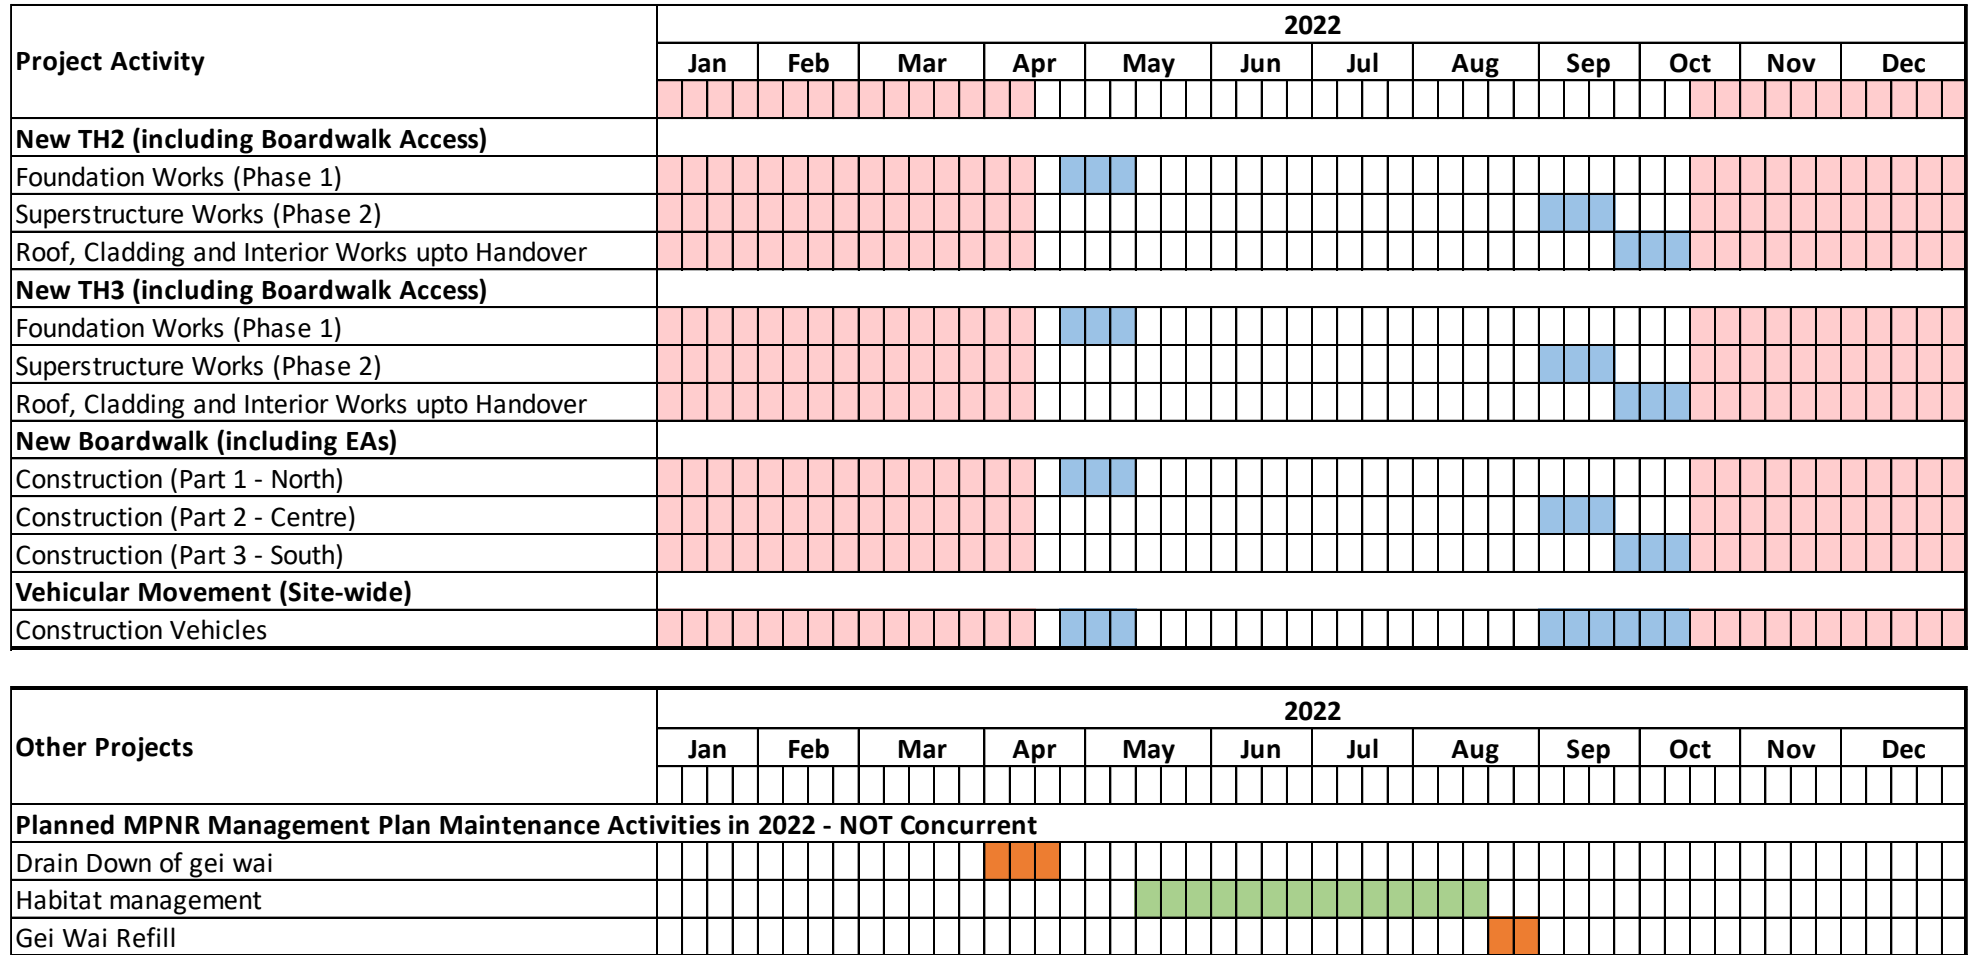 2022
Project Activity
Jan Feb Mar Apr May Jun Jul Aug Sep Oct Nov Dec
New TH2 (including Boardwalk Access)
Foundation Works (Phase 1)
Superstructure Works (Phase 2)
Roof, Cladding and Interior Works upto Handover
New TH3 (including Boardwalk Access)
Foundation Works (Phase 1)
Superstructure Works (Phase 2)
Roof, Cladding and Interior Works upto Handover
New Boardwalk (including EAs)
Construction (Part 1 - North)
Construction (Part 2 - Centre)
Construction (Part 3 - South)
Vehicular Movement (Site-wide)
Construction Vehicles
2022
Other Projects
Jan Feb Mar Apr May Jun Jul Aug Sep Oct Nov Dec
Planned MPNR Management Plan Maintenance Activities in 2022 - NOT Concurrent
Drain Down of gei wai
Habitat management
Gei Wai Refill